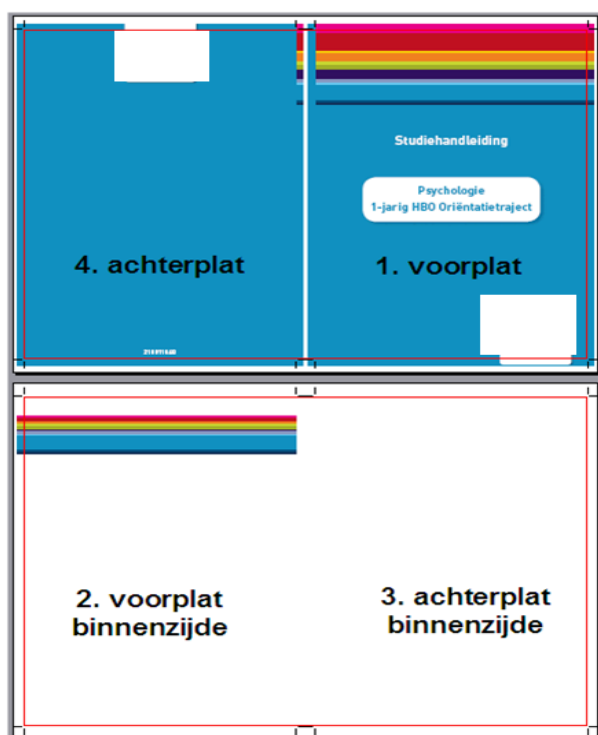 Studiehandleiding
Psychologie
1-jarig HBO Oriëntatietraject
4. achterplat
1. voorplat
2. voorplat
binnenzijde
3. achterplat
binnenzijde